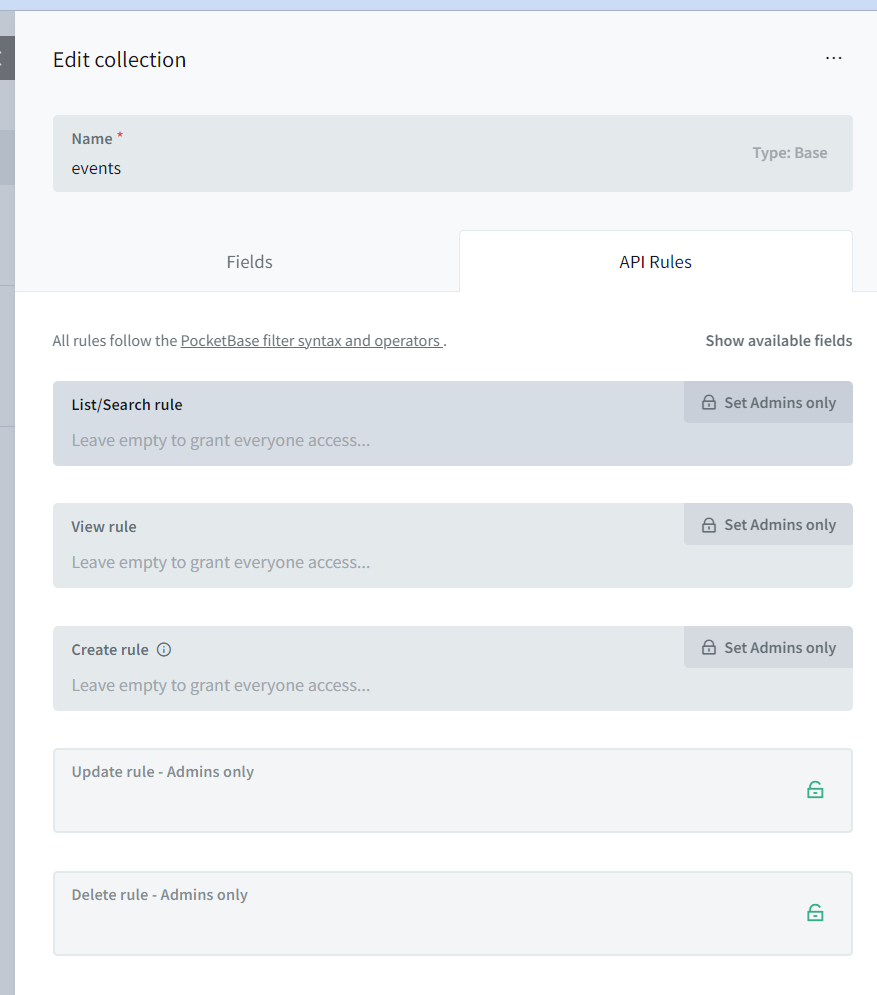 Edit collection
Name *
events
Type: Base
Fields
API Rules
All rules follow the PocketBase filter syntax and operators .
Show available fields
List/Search rule
Set Admins only
Leave empty to grant everyone access...
View rule
Set Admins only
Leave empty to grant everyone access...
Create rule
Set Admins only
Leave empty to grant everyone access...
Update rule - Admins only
Delete rule - Admins only